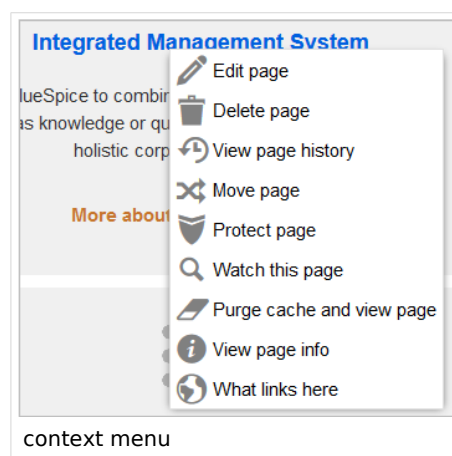 Integrated Management System
lueSpice to combin
as knowledge or qu
holistic corp
More about
Edit page
Delete page
View page history
Move page
Protect page
Watch this page
Purge cache and view page
View page info
What links here
context menu